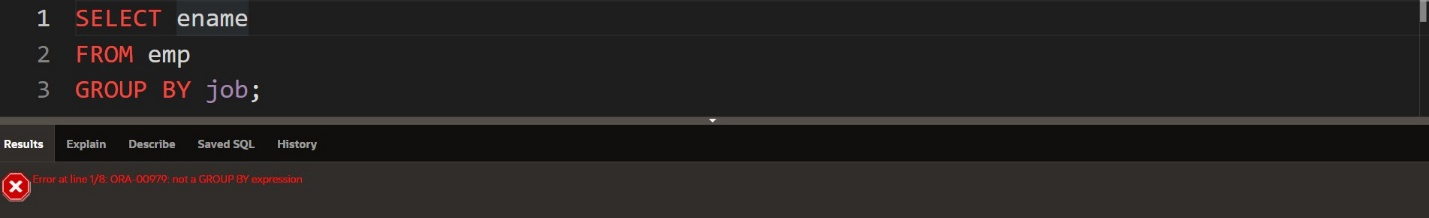 1 SELECT ename
2 FROM emp
3 GROUP BY job;
Results Explain Describe Saved SQL History
Error at line 1/8: ORA-00979: not a GROUP BY expression